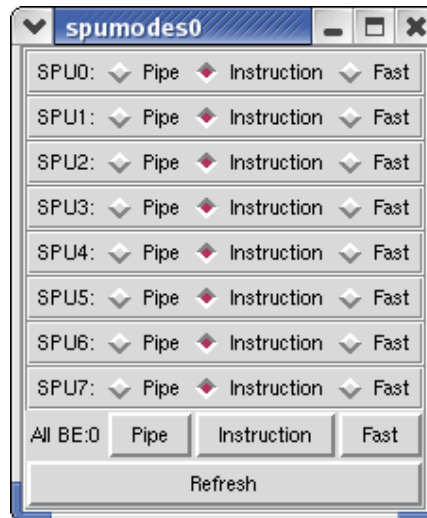 spumodes0
SPU0: Pipe Instruction Fast
SPU1: Pipe Instruction Fast
SPU2: Pipe Instruction Fast
SPU3: Pipe Instruction Fast
SPU4: Pipe Instruction Fast
SPU5: Pipe Instruction Fast
SPU6: Pipe Instruction Fast
SPU7: Pipe Instruction Fast
All BE:0 Pipe Instruction Fast
Refresh